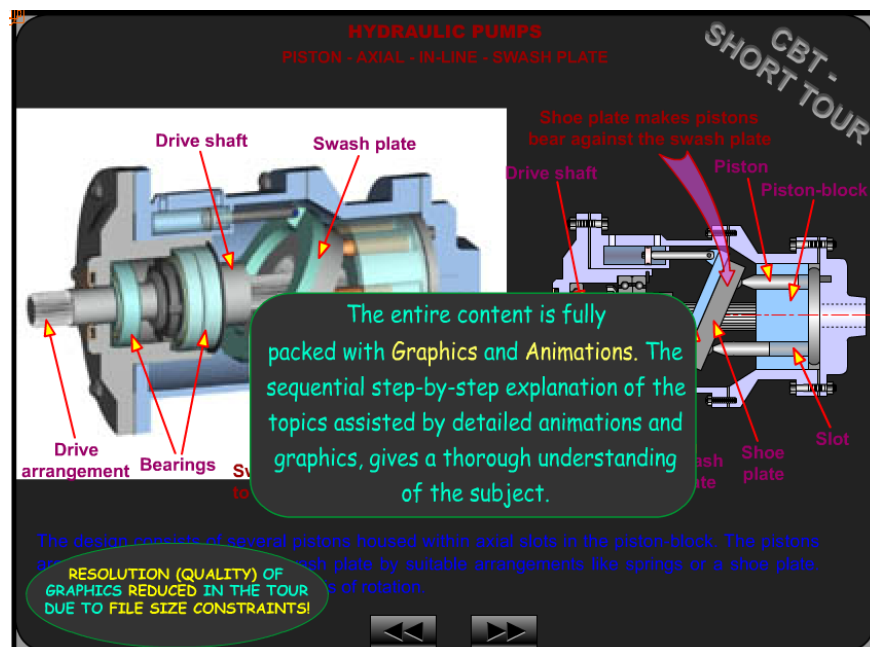 HYDRAULIC PUMPS
PISTON - AXIAL - IN-LINE - SWASH PLATE
CBT -
SHORT TOUR
Drive shaft
Swash plate
Shoe plate makes pistons
bear against the swash plate
Drive shaft
Piston
Piston-block
The entire content is fully
packed with Graphics and Animations. The
sequential step-by-step explanation of the
topics assisted by detailed animations and
graphics, gives a thorough understanding
of the subject.
Drive
arrangement
Bearings
Shoe
plate
Slot
The design consists of several pistons housed within axial slots in the piston-block. The pistons
plate by suitable arrangements like springs or a shoe plate.
of rotation.
RESOLUTION (QUALITY) OF
GRAPHICS REDUCED IN THE TOUR
DUE TO FILE SIZE CONSTRAINTS!